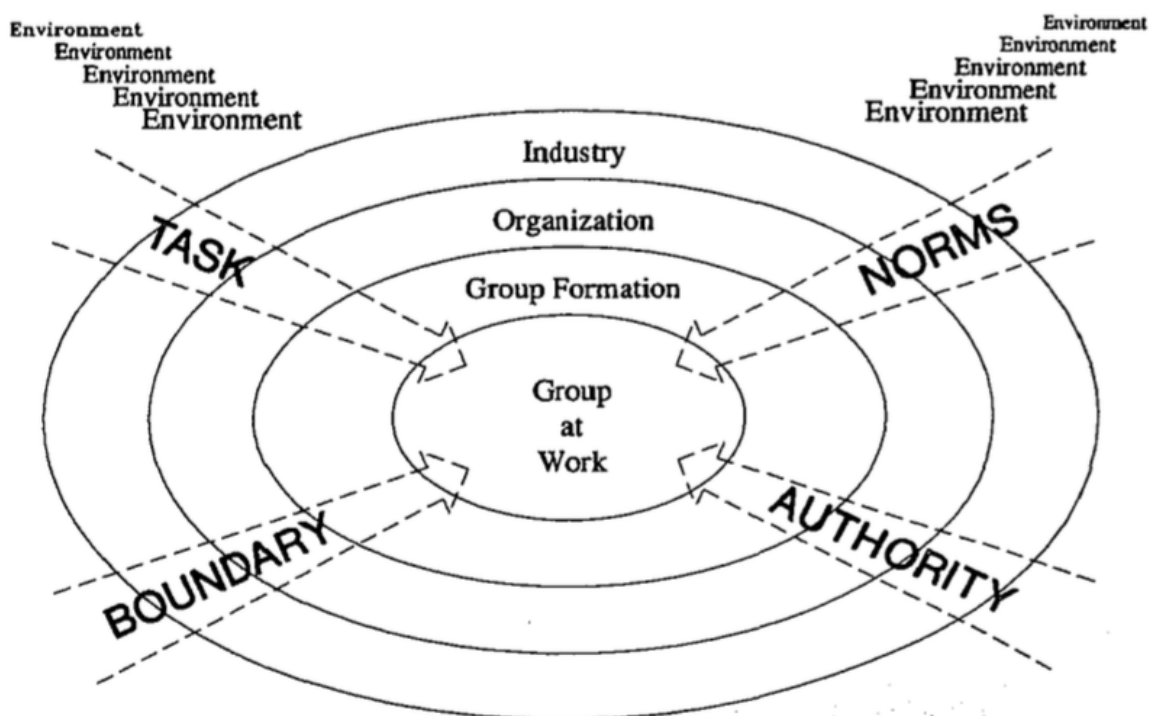 Environment
Environment
Environment
Environment
Environment
Environment
Environment
Environment
Environment
Environment
Industry
Organization
Group Formation
TASK
NORMS
Group
at
Work
BOUNDARY
AUTHORITY